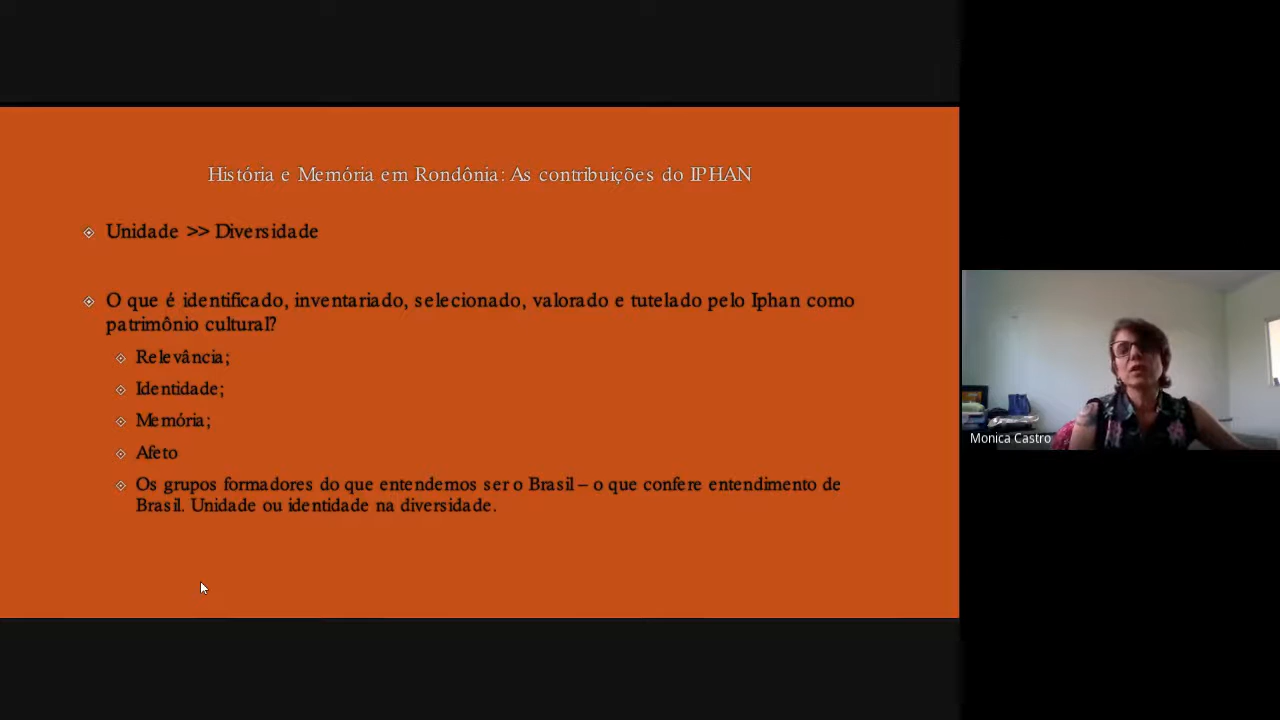 História e Memória em Rondônia: As contribuições do IPHAN
Unidade >> Diversidade
O que é identificado, inventariado, selecionado, valorado e tutelado pelo Iphan como
patrimônio cultural?
Relevância;
Identidade;
Memória;
Afeto
Os grupos formadores do que entendemos ser o Brasil – o que confere entendimento de
Brasil. Unidade ou identidade na diversidade.
Monica Castro